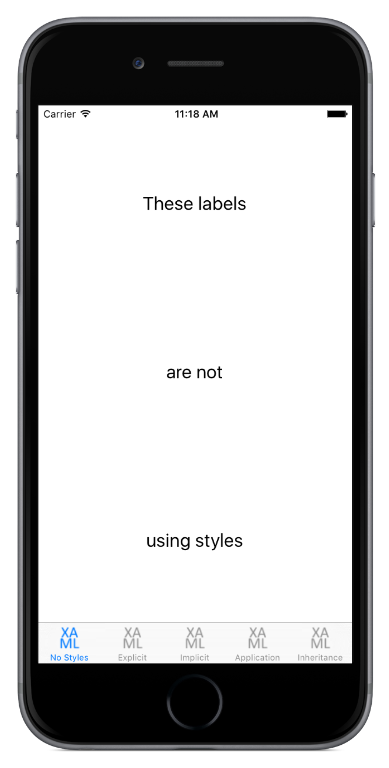 Carrier 11:18 AM
These labels
are not
using styles
XA XA XA XA XA
ML ML ML ML ML
No Styles Explicit Implicit Application Inheritance